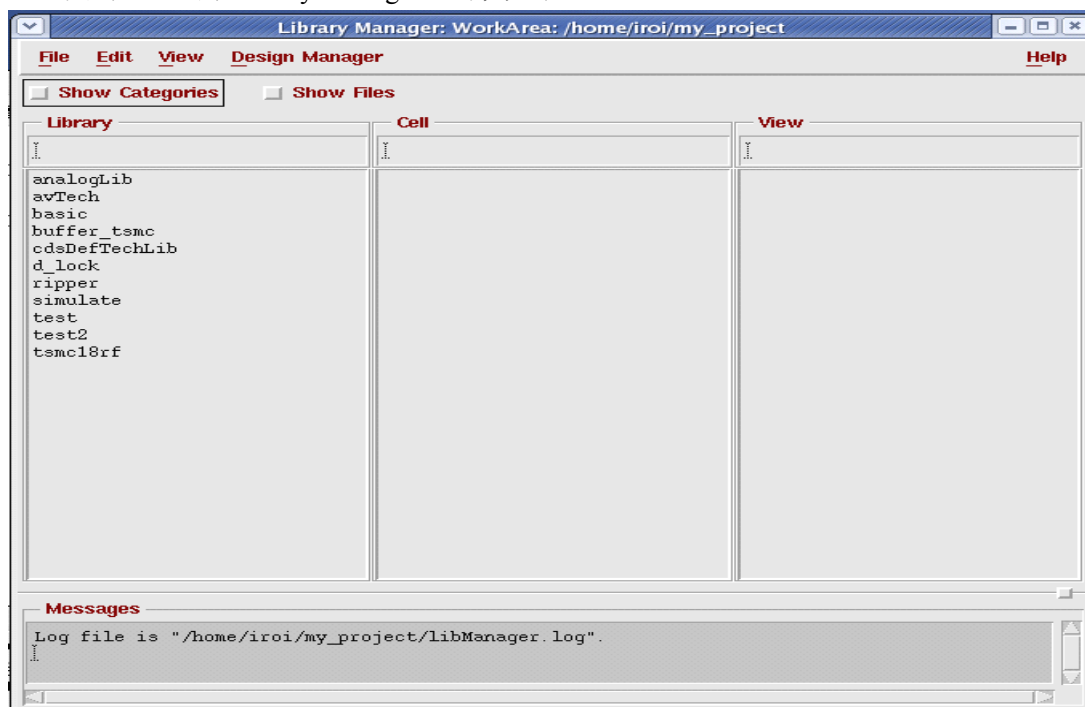 Library Manager: WorkArea: /home/iroi/my_project
File Edit View Design Manager Help
Show Categories Show Files
Library Cell View
analogLib
avTech
basic
buffer_tsmc
cdsDefTechLib
d_lock
ripper
simulate
test
test2
tsmc18rf
Messages
Log file is "/home/iroi/my_project/libManager.log".